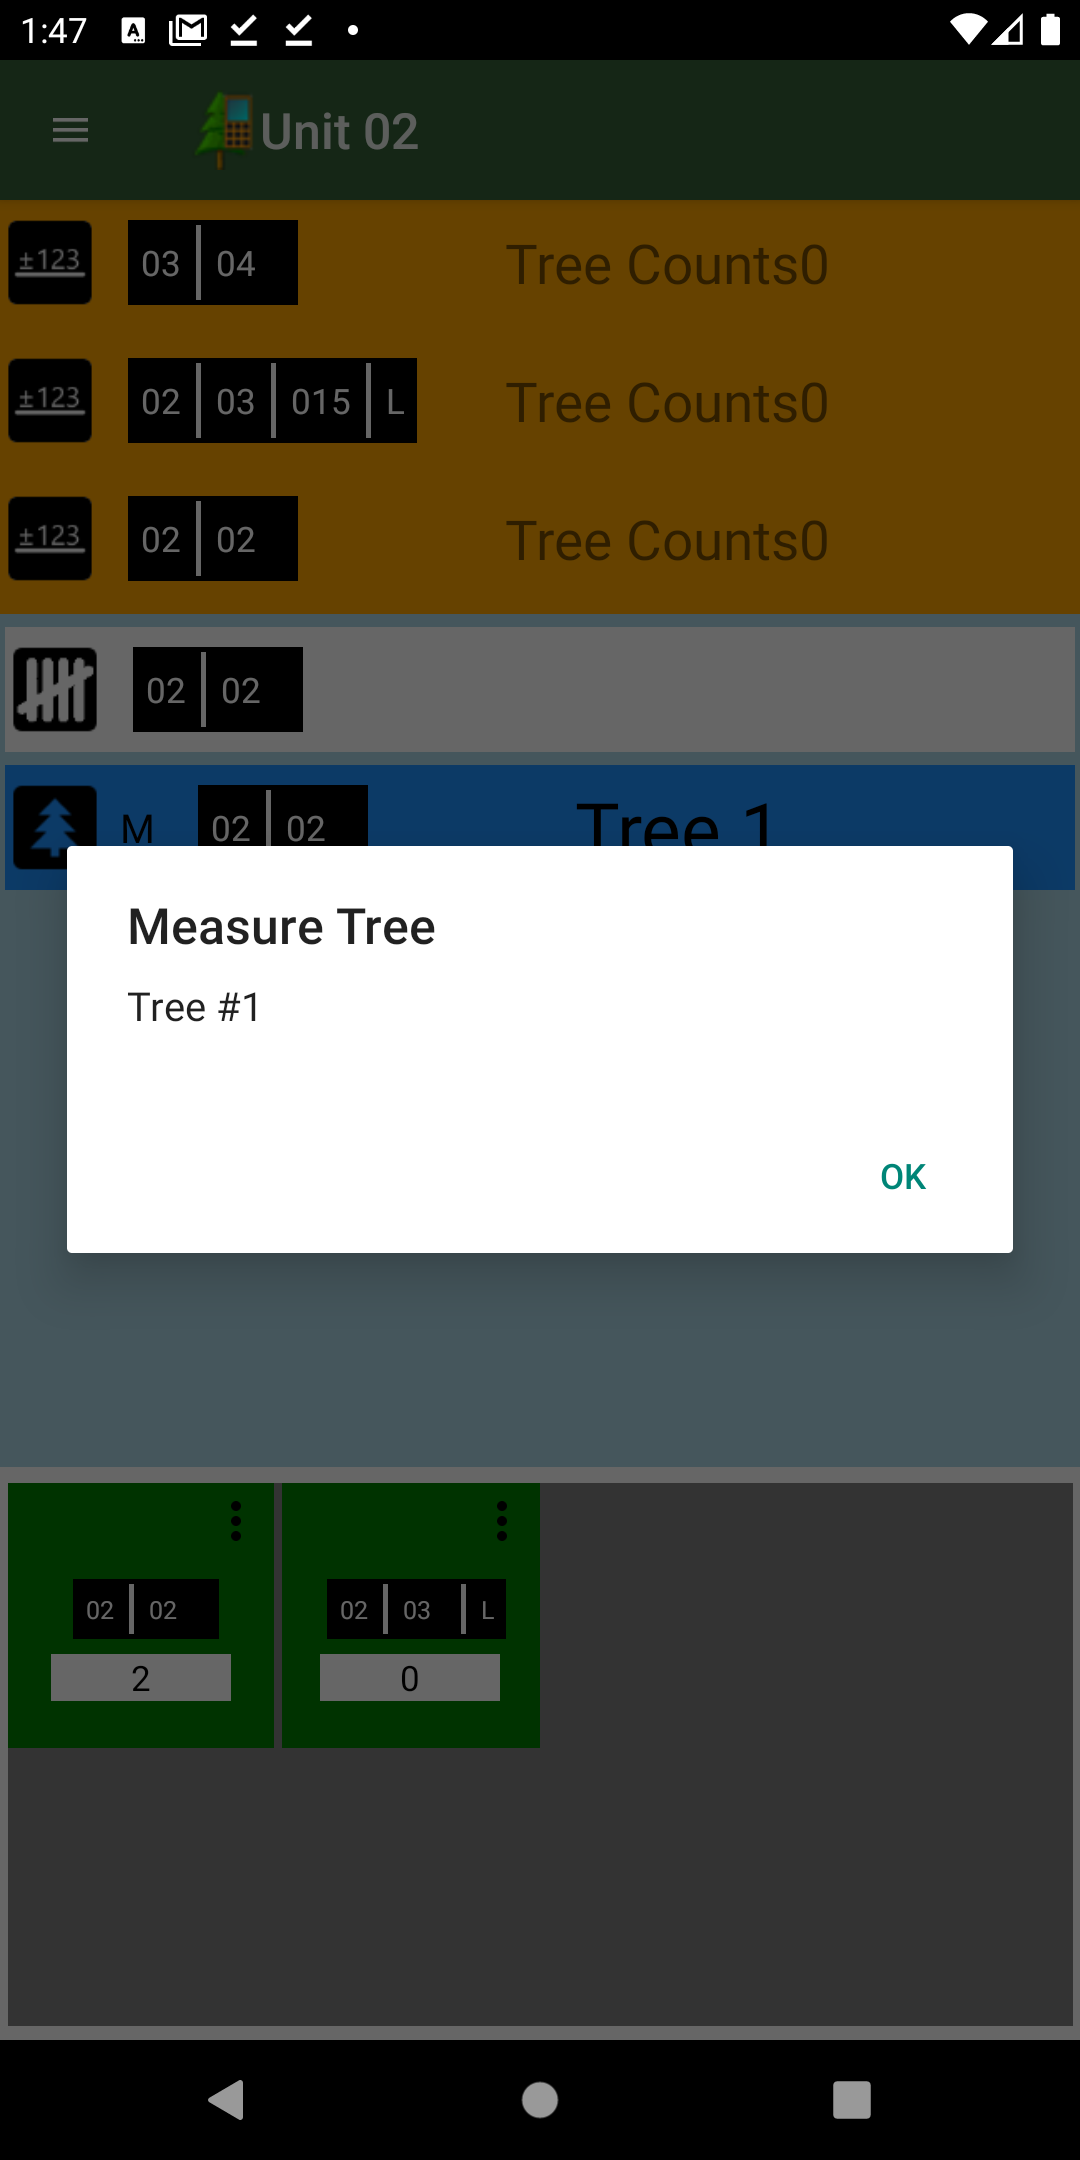 1:47
Unit 02
±123 03 04 Tree Counts0
±123 02 03 015 L Tree Counts0
±123 02 02 Tree Counts0
02 02
M 02 02 Tree 1
Measure Tree
Tree #1
OK
02 02
2
02 03 L
0